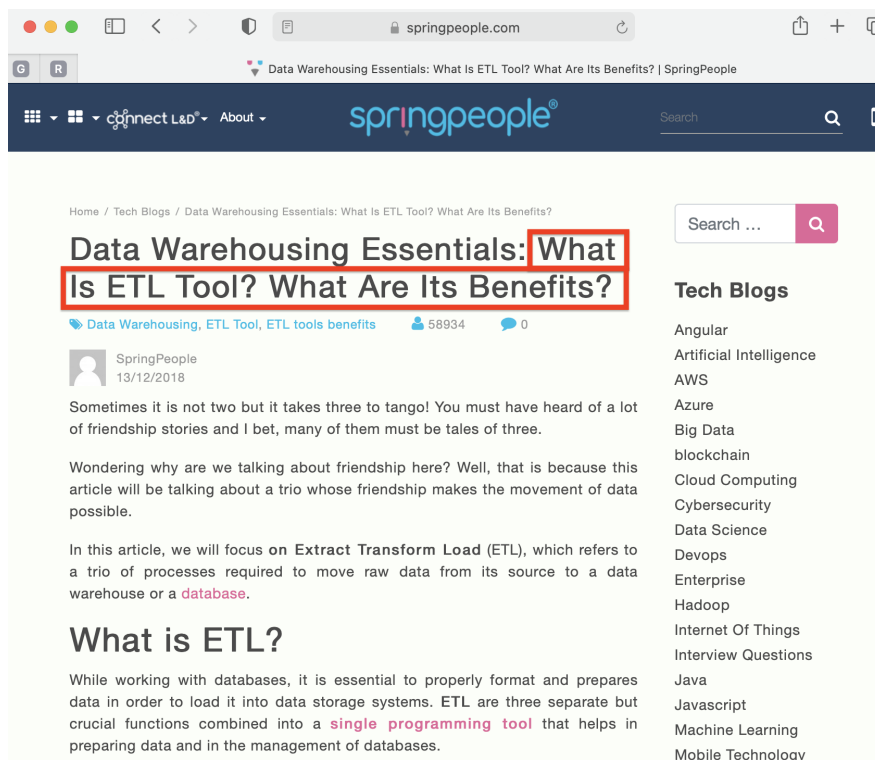 springpeople.com
G
R
Data Warehousing Essentials: What Is ETL Tool? What Are Its Benefits? | SpringPeople
connect L&D®
About
springpeople®
Search
Home / Tech Blogs / Data Warehousing Essentials: What Is ETL Tool? What Are Its Benefits?
Data Warehousing Essentials: What
Is ETL Tool? What Are Its Benefits?
Data Warehousing, ETL Tool, ETL tools benefits
58934
0
SpringPeople
13/12/2018
Sometimes it is not two but it takes three to tango! You must have heard of a lot
of friendship stories and I bet, many of them must be tales of three.
Wondering why are we talking about friendship here? Well, that is because this
article will be talking about a trio whose friendship makes the movement of data
possible.
In this article, we will focus on Extract Transform Load (ETL), which refers to
a trio of processes required to move raw data from its source to a data
warehouse or a database.
What is ETL?
While working with databases, it is essential to properly format and prepares
data in order to load it into data storage systems. ETL are three separate but
crucial functions combined into a single programming tool that helps in
preparing data and in the management of databases.
Search ...
Tech Blogs
Angular
Artificial Intelligence
AWS
Azure
Big Data
blockchain
Cloud Computing
Cybersecurity
Data Science
Devops
Enterprise
Hadoop
Internet Of Things
Interview Questions
Java
Javascript
Machine Learning
Mobile Technology